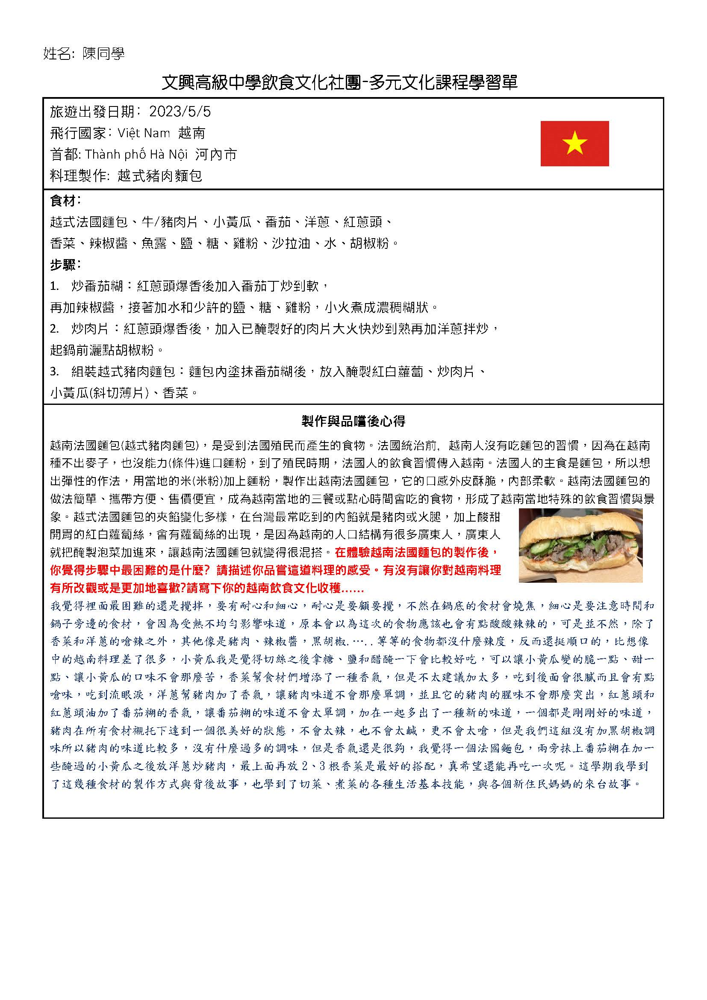 姓名: 陳同學
文興高級中學飲食文化社團-多元文化課程學習單
旅遊出發日期: 2023/5/5
飛行國家: Việt Nam 越南
首都: Thành phố Hà Nội 河內市
料理製作: 越式豬肉麵包
食材:
越式法國麵包、牛/豬肉片、小黃瓜、番茄、洋蔥、紅蔥頭、
香菜、辣椒醬、魚露、鹽、糖、雞粉、沙拉油、水、胡椒粉。
步驟:
1. 炒番茄糊：紅蔥頭爆香後加入番茄丁炒到軟，
再加辣椒醬，接著加水和少許的鹽、糖、雞粉，小火煮成濃稠糊狀。
2. 炒肉片：紅蔥頭爆香後，加入已醃製好的肉片大火快炒到熟再加洋蔥拌炒，
起鍋前灑點胡椒粉。
3. 組裝越式豬肉麵包：麵包內塗抹番茄糊後，放入醃製紅白蘿蔔、炒肉片、
小黃瓜(斜切薄片)、香菜。
製作與品嚐後心得
越南法國麵包(越式豬肉麵包)，是受到法國殖民而產生的食物。法國統治前, 越南人沒有吃麵包的習慣，因為在越南
種不出麥子，也沒能力(條件)進口麵粉，到了殖民時期，法國人的飲食習慣傳入越南。法國人的主食是麵包，所以想
出彈性的作法，用當地的米(米粉)加上麵粉，製作出越南法國麵包，它的口感外皮酥脆，內部柔軟。越南法國麵包的
做法簡單、攜帶方便、售價便宜，成為越南當地的三餐或點心時間會吃的食物，形成了越南當地特殊的飲食習慣與景
象。越式法國麵包的夾餡變化多樣，在台灣最常吃到的內餡就是豬肉或火腿，加上酸甜
開胃的紅白蘿蔔絲，會有蘿蔔絲的出現，是因為越南的人口結構有很多廣東人，廣東人
就把醃製泡菜加進來，讓越南法國麵包就變得很混搭。在體驗越南法國麵包的製作後，
你覺得步驟中最困難的是什麼? 請描述你品嘗這道料理的感受。有沒有讓你對越南料理
有所改觀或是更加地喜歡?請寫下你的越南飲食文化收穫......
我覺得裡面最困難的還是攪拌，要有耐心和細心，耐心是要顧要攪，不然在鍋底的食材會燒焦，細心是要注意時間和
鍋子旁邊的食材，會因為受熱不均勻影響味道，原本會以為這次的食物應該也會有點酸酸辣辣的，可是並不然，除了
香菜和洋蔥的嗆辣之外，其他像是豬肉、辣椒醬，黑胡椒.…..等等的食物都沒什麼辣度，反而還挺順口的，比想像
中的越南料理差了很多，小黃瓜我是覺得切絲之後拿糖、鹽和醋醃一下會比較好吃，可以讓小黃瓜變的脆一點、甜一
點、讓小黃瓜的口味不會那麼苦，香菜幫食材們增添了一種香氣，但是不太建議加太多，吃到後面會很膩而且會有點
嗆味，吃到流眼淚，洋蔥幫豬肉加了香氣，讓豬肉味道不會那麼單調，並且它的豬肉的腥味不會那麼突出，紅蔥頭和
紅蔥頭油加了番茄糊的香氣，讓番茄糊的味道不會太單調，加在一起多出了一種新的味道，一個都是剛剛好的味道，
豬肉在所有食材襯托下達到一個很美好的狀態，不會太辣，也不會太鹹，更不會太嗆，但是我們這組沒有加黑胡椒調
味所以豬肉的味道比較多，沒有什麼過多的調味，但是香氣還是很夠，我覺得一個法國麵包，兩旁抹上番茄糊在加一
些醃過的小黃瓜之後放洋蔥炒豬肉，最上面再放 2、3 根香菜是最好的搭配，真希望還能再吃一次呢。這學期我學到
了這幾種食材的製作方式與背後故事，也學到了切菜、煮菜的各種生活基本技能，與各個新住民媽媽的來台故事。